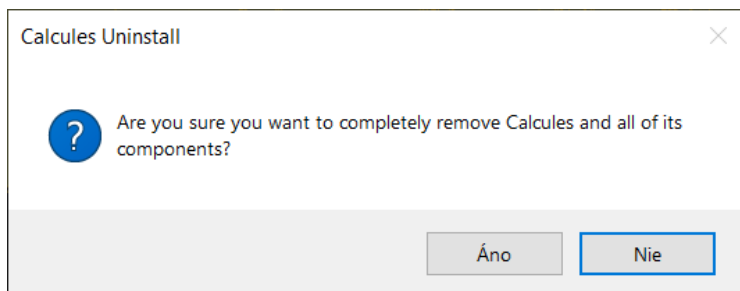 Calcules Uninstall
?
Are you sure you want to completely remove Calcules and all of its
components?
Áno
Nie